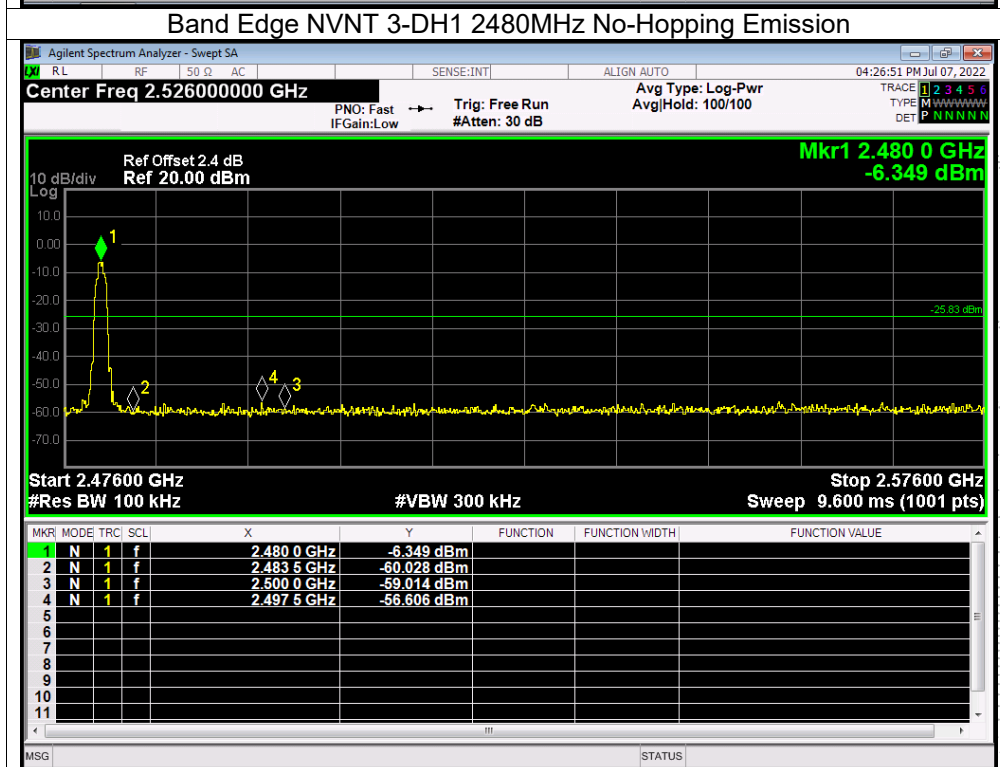 Band Edge NVNT 3-DH1 2480MHz No-Hopping Emission
Agilent Spectrum Analyzer - Swept SA
LXI RL RF 50 Ω AC SENSE:INT ALIGN AUTO 04:26:51 PM Jul 07, 2022
Center Freq 2.526000000 GHz
PNO: Fast
IFGain:Low
Trig: Free Run
#Atten: 30 dB
Avg Type: Log-Pwr
Avg|Hold: 100/100
TRACE 1 2 3 4 5 6
TYPE M WWWWW
DET P N N N N N
Mkr1 2.480 0 GHz
-6.349 dBm
Ref Offset 2.4 dB
10 dB/div Ref 20.00 dBm
Log
10.0
0.00
-10.0
-20.0
-30.0
-40.0
-50.0
-60.0
-70.0
1
2
4
3
-25.83 dBm
Start 2.47600 GHz Stop 2.57600 GHz
#Res BW 100 kHz #VBW 300 kHz Sweep 9.600 ms (1001 pts)
MKR MODE TRC SCL X Y FUNCTION FUNCTION WIDTH FUNCTION VALUE
1 N 1 f 2.480 0 GHz -6.349 dBm
2 N 1 f 2.483 5 GHz -60.028 dBm
3 N 1 f 2.500 0 GHz -59.014 dBm
4 N 1 f 2.497 5 GHz -56.606 dBm
5
6
7
8
9
10
11
MSG STATUS